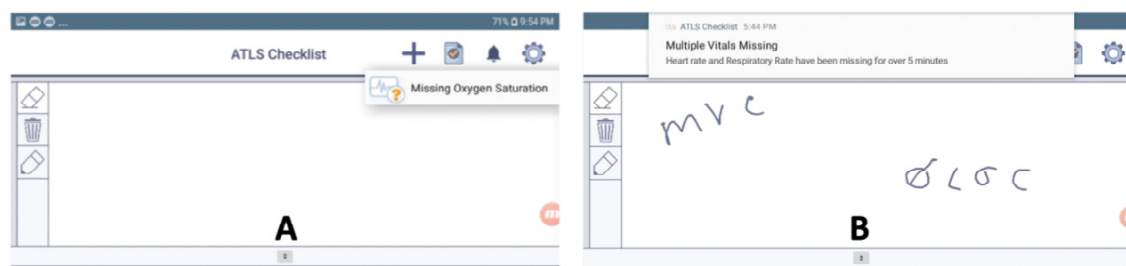 71% 9:54 PM
ATLS Checklist
Missing Oxygen Saturation
A
ATLS Checklist 5:44 PM
Multiple Vitals Missing
Heart rate and Respiratory Rate have been missing for over 5 minutes
mvc
ØLOC
B